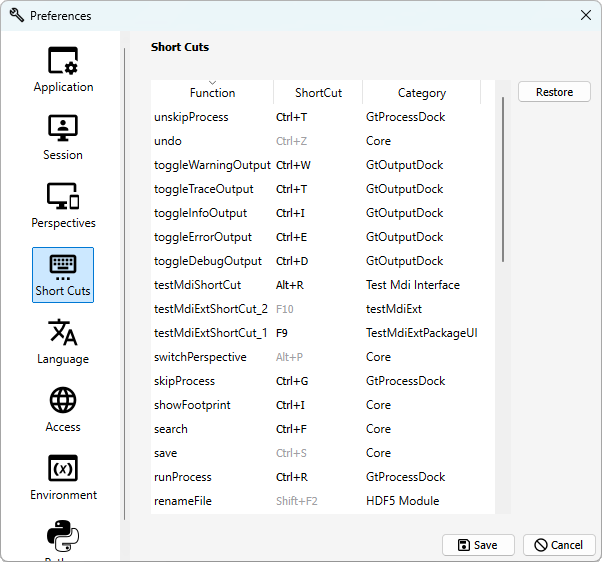 Preferences
Application
Session
Perspectives
Short Cuts
Language
Access
Environment
Short Cuts
Function ShortCut Category
unskipProcess Ctrl+T GtProcessDock
undo Ctrl+Z Core
toggleWarningOutput Ctrl+W GtOutputDock
toggleTraceOutput Ctrl+T GtOutputDock
toggleInfoOutput Ctrl+I GtOutputDock
toggleErrorOutput Ctrl+E GtOutputDock
toggleDebugOutput Ctrl+D GtOutputDock
testMdiShortCut Alt+R Test Mdi Interface
testMdiExtShortCut_2 F10 testMdiExt
testMdiExtShortCut_1 F9 TestMdiExtPackageUI
switchPerspective Alt+P Core
skipProcess Ctrl+G GtProcessDock
showFootprint Ctrl+I Core
search Ctrl+F Core
save Ctrl+S Core
runProcess Ctrl+R GtProcessDock
renameFile Shift+F2 HDF5 Module
Restore
Save
Cancel